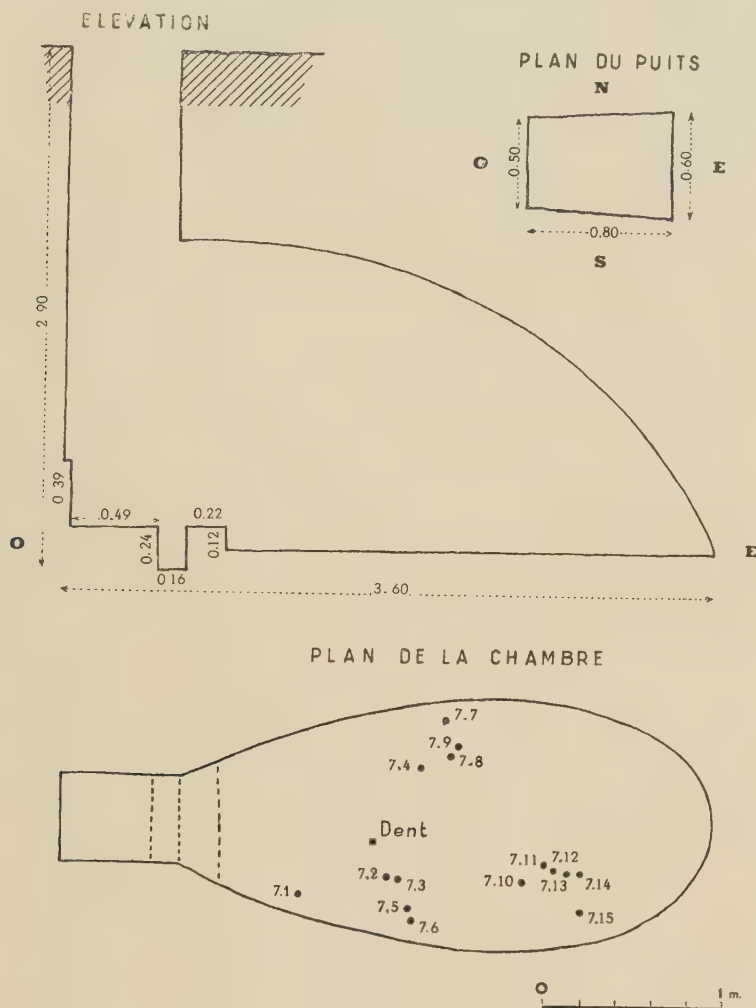 ELEVATION
PLAN DU PUITS
N
O
0.50
0.60
E
0.80
S
2.90
0.39
0.49
0.22
0.24
0.12
0 16
O
E
3.60
PLAN DE LA CHAMBRE
7-7
7-9
7-8
7.4
Dent
7.2
7.3
7.1
7.5
7.6
7.11
7.12
7.10
7.13
7.14
7.15
O
1 m.